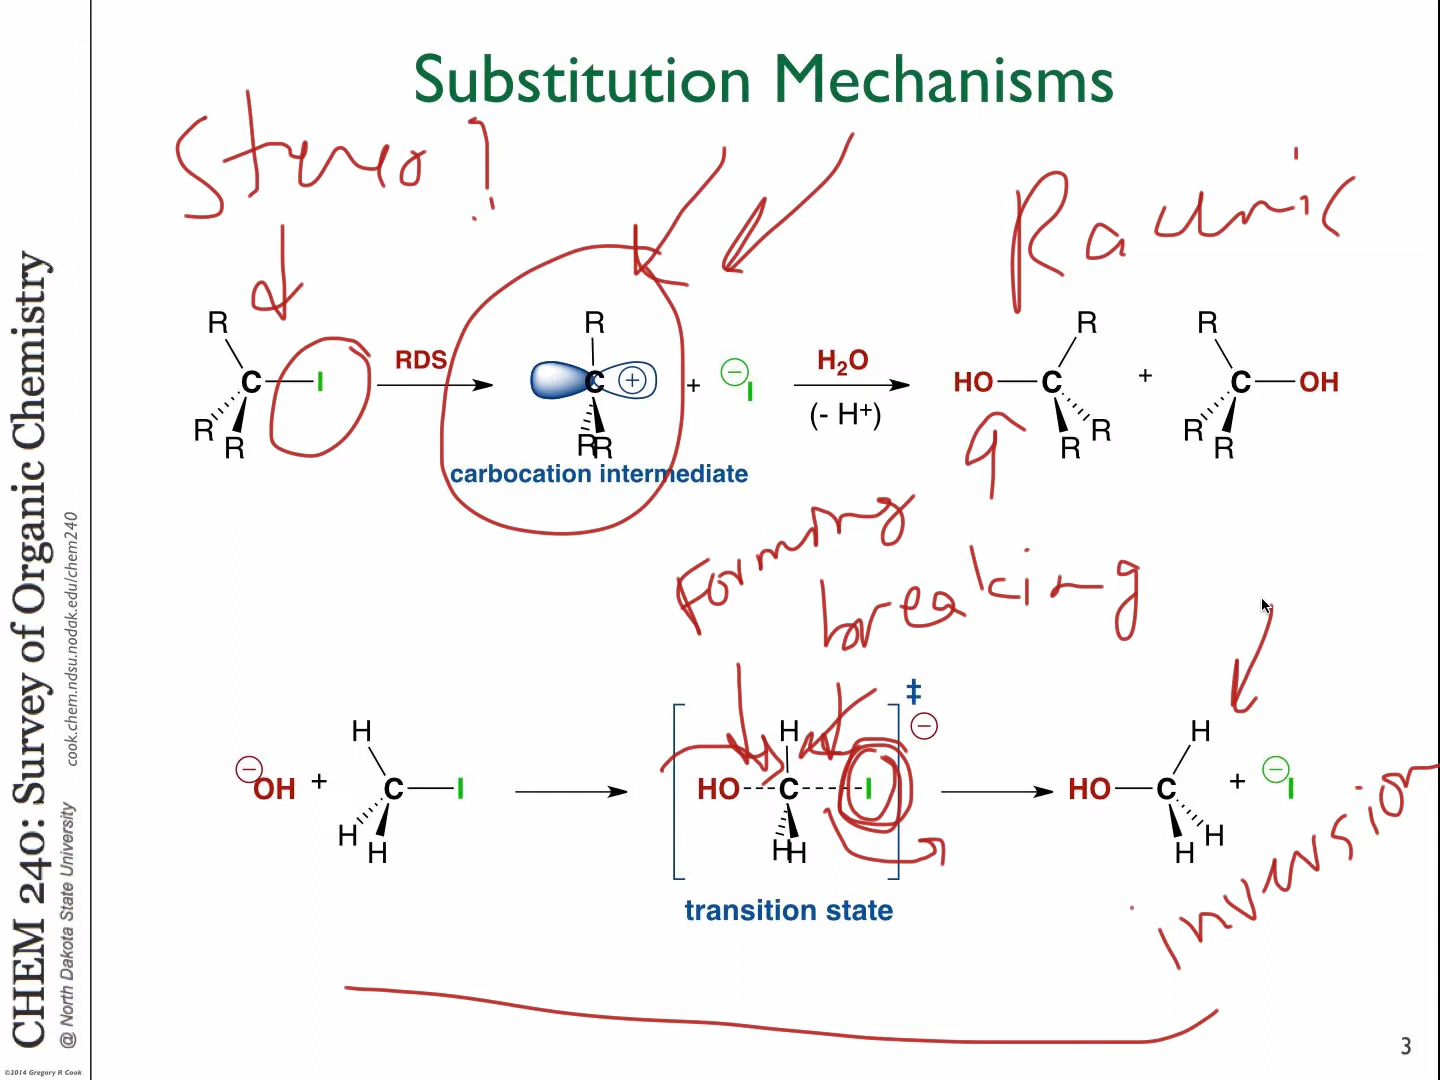 Substitution Mechanisms
Stereo?
Racemic
R
C I
R
R
RDS
R
C +
R R
carbocation intermediate
+
− I
H₂O
(- H⁺)
R
HO C
R R
+
R
C OH
R
R
Forming
breaking
− OH + H
C I
H
H
H
HO C I
H H
‡
−
transition state
H
HO C
H
H
+ − I
inversion
CHEM 240: Survey of Organic Chemistry
@ North Dakota State University cook.chem.ndsu.nodak.edu/chem240
©2014 Gregory R Cook
3